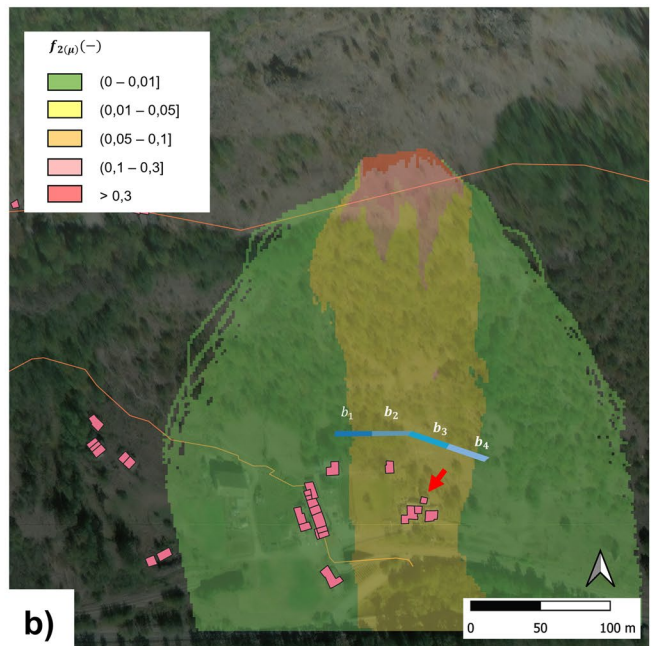 f₂₍μ₎(−)
(0 – 0,01]
(0,01 – 0,05]
(0,05 – 0,1]
(0,1 – 0,3]
> 0,3
b₁
b₂
b₃
b₄
b)
0 50 100 m